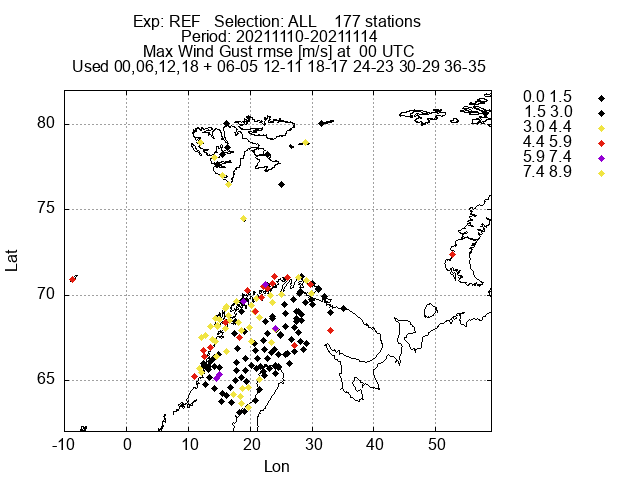 Exp: REF   Selection: ALL    177 stations
Period: 20211110-20211114
Max Wind Gust rmse [m/s] at  00 UTC
Used 00,06,12,18 + 06-05 12-11 18-17 24-23 30-29 36-35
0.0 1.5
1.5 3.0
3.0 4.4
4.4 5.9
5.9 7.4
7.4 8.9
80
75
70
65
Lat
-10 0 10 20 30 40 50
Lon